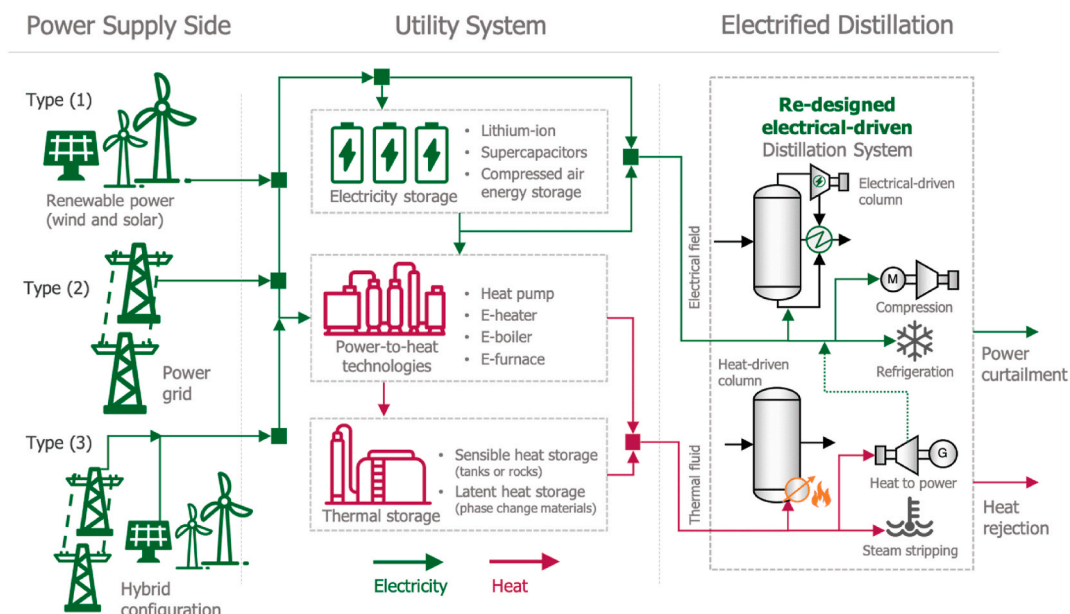 Power Supply Side
Utility System
Electrified Distillation
Type (1)
Renewable power
(wind and solar)
Type (2)
Power
grid
Type (3)
Hybrid
configuration
• Lithium-ion
• Supercapacitors
• Compressed air
energy storage
Electricity storage
• Heat pump
• E-heater
• E-boiler
• E-furnace
Power-to-heat
technologies
• Sensible heat storage
(tanks or rocks)
• Latent heat storage
(phase change materials)
Thermal storage
Electricity
Heat
Electrical field
Thermal fluid
Re-designed
electrical-driven
Distillation System
Electrical-driven
column
M
Compression
Refrigeration
Heat-driven
column
G
Heat to power
Steam stripping
Power
curtailment
Heat
rejection